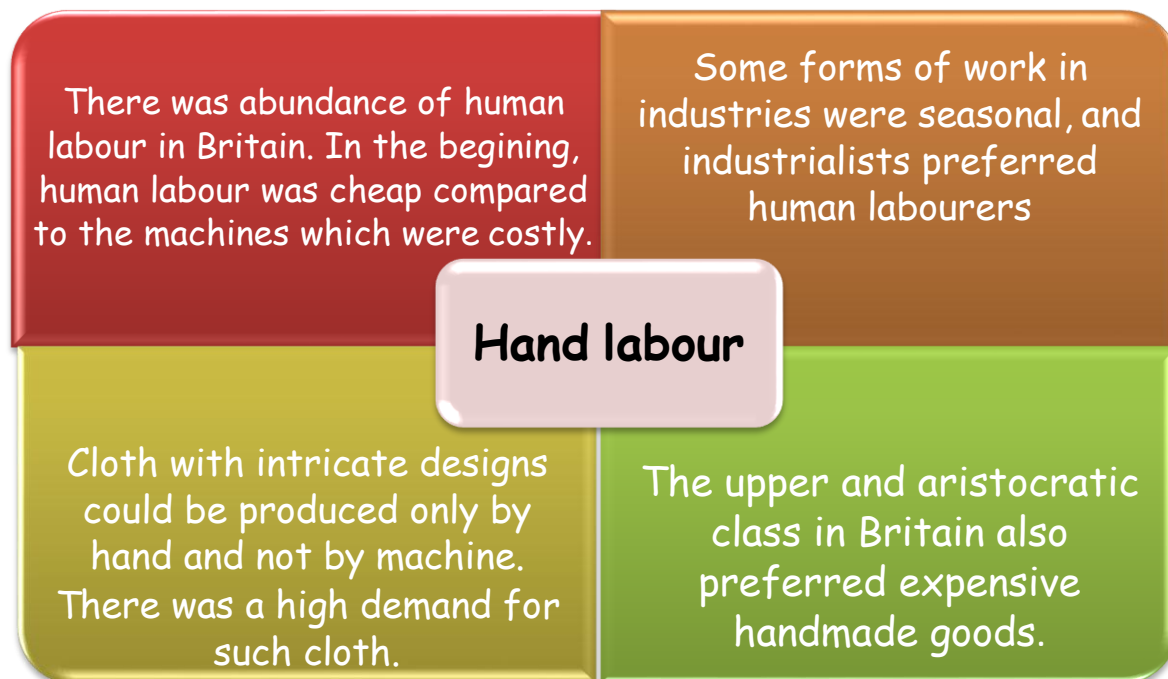 There was abundance of human
labour in Britain. In the begining,
human labour was cheap compared
to the machines which were costly.
Some forms of work in
industries were seasonal, and
industrialists preferred
human labourers
Hand labour
Cloth with intricate designs
could be produced only by
hand and not by machine.
There was a high demand for
such cloth.
The upper and aristocratic
class in Britain also
preferred expensive
handmade goods.